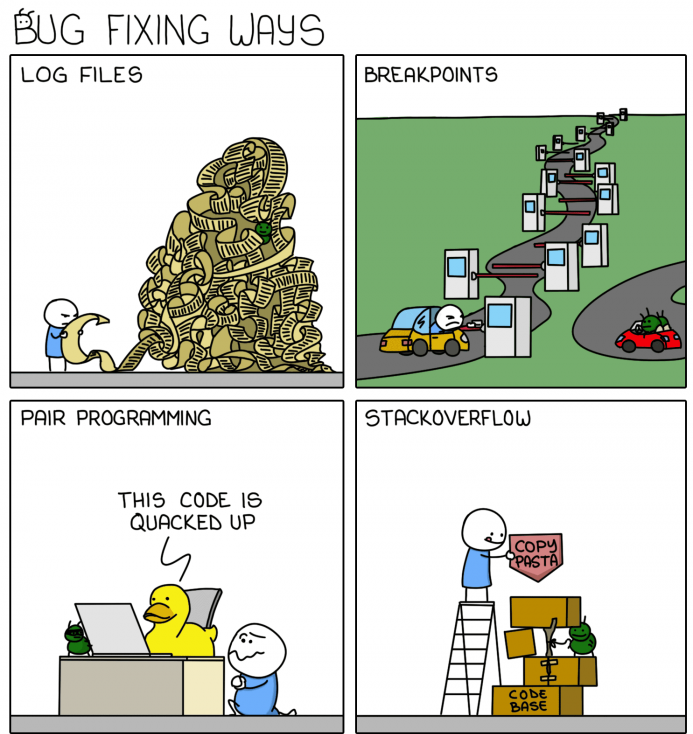 BUG FIXING WAYS
LOG FILES
BREAKPOINTS
PAIR PROGRAMMING
THIS CODE IS
QUACKED UP
STACKOVERFLOW
COPY
PASTA
CODE
BASE